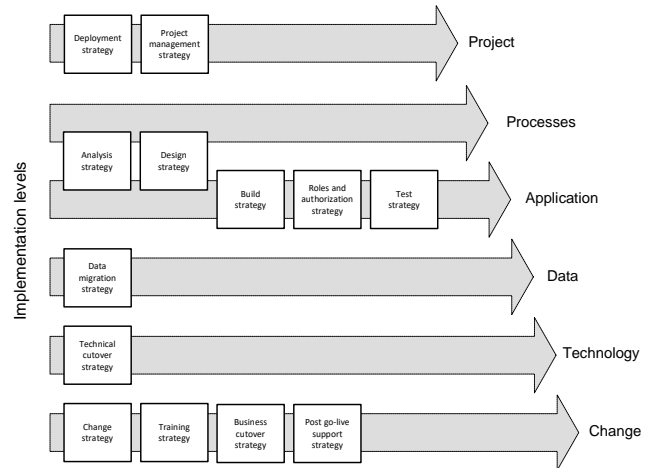 Implementation levels
Deployment
strategy
Project
management
strategy
Project
Processes
Analysis
strategy
Design
strategy
Build
strategy
Roles and
authorization
strategy
Test
strategy
Application
Data
migration
strategy
Data
Technical
cutover
strategy
Technology
Change
strategy
Training
strategy
Business
cutover
strategy
Post go-live
support strategy
Change